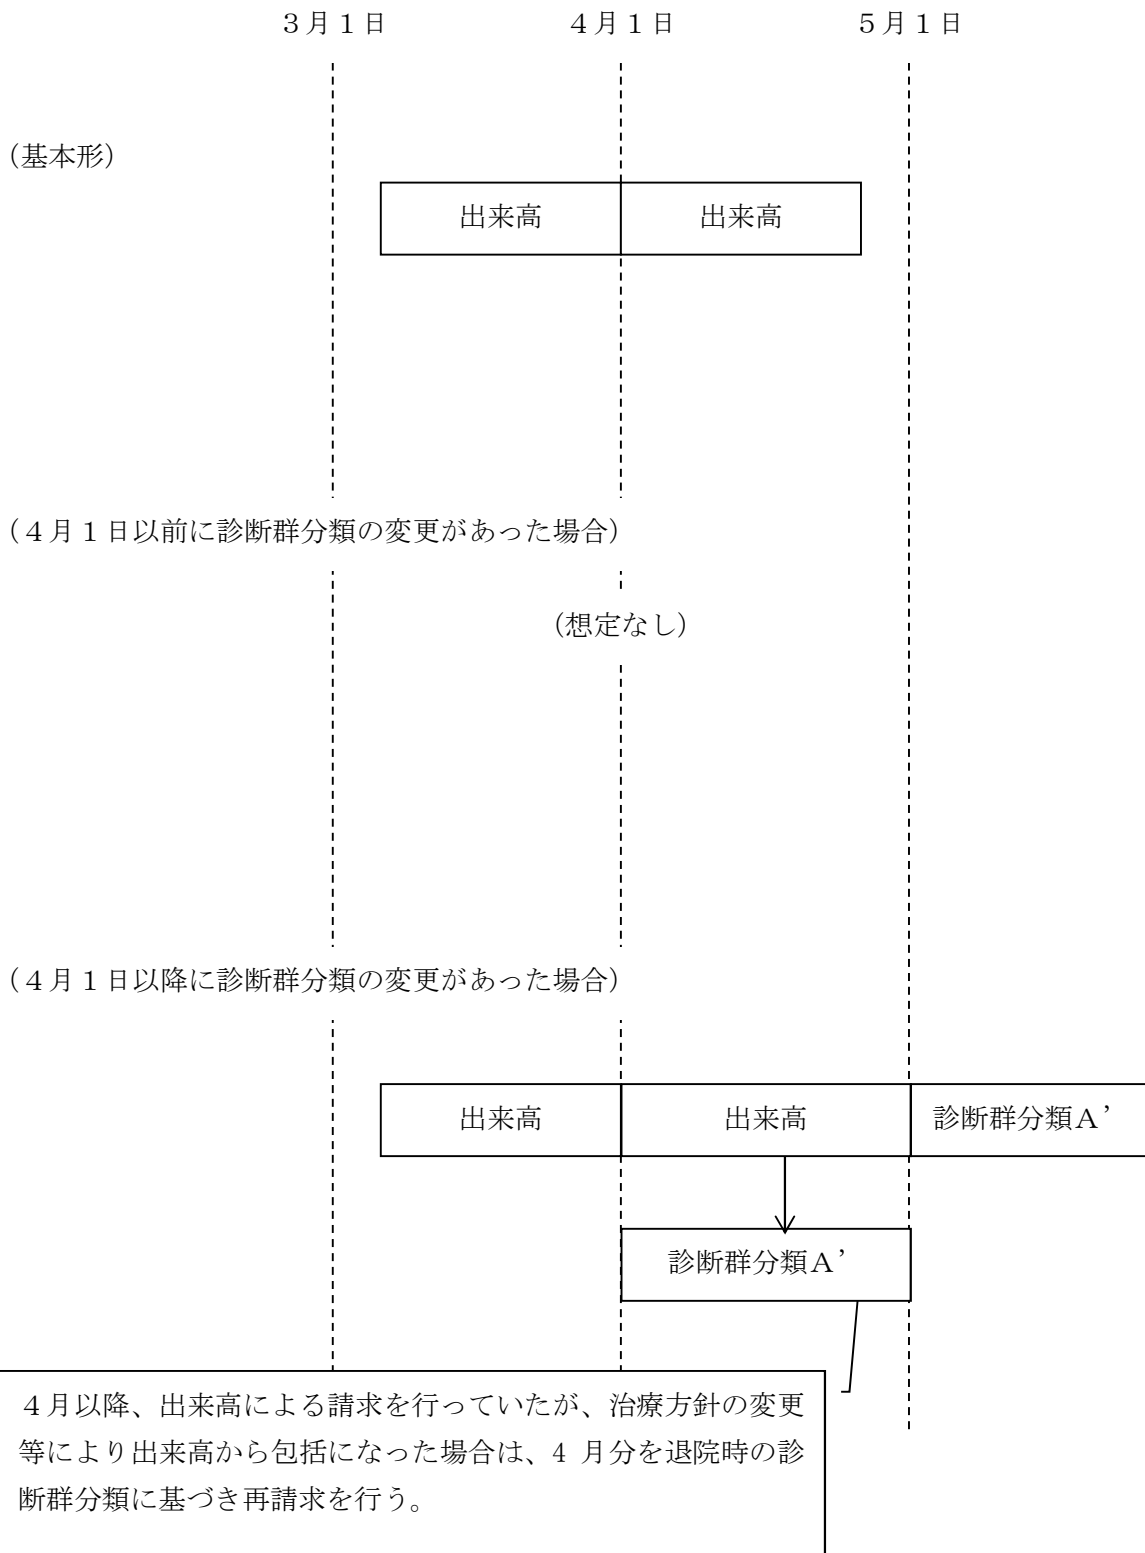 ３月１日　４月１日　５月１日
（基本形）
出来高　出来高
（４月１日以前に診断群分類の変更があった場合）
（想定なし）
（４月１日以降に診断群分類の変更があった場合）
出来高　出来高　診断群分類Ａ’
診断群分類Ａ’
４月以降、出来高による請求を行っていたが、治療方針の変更
等により出来高から包括になった場合は、4 月分を退院時の診
断群分類に基づき再請求を行う。